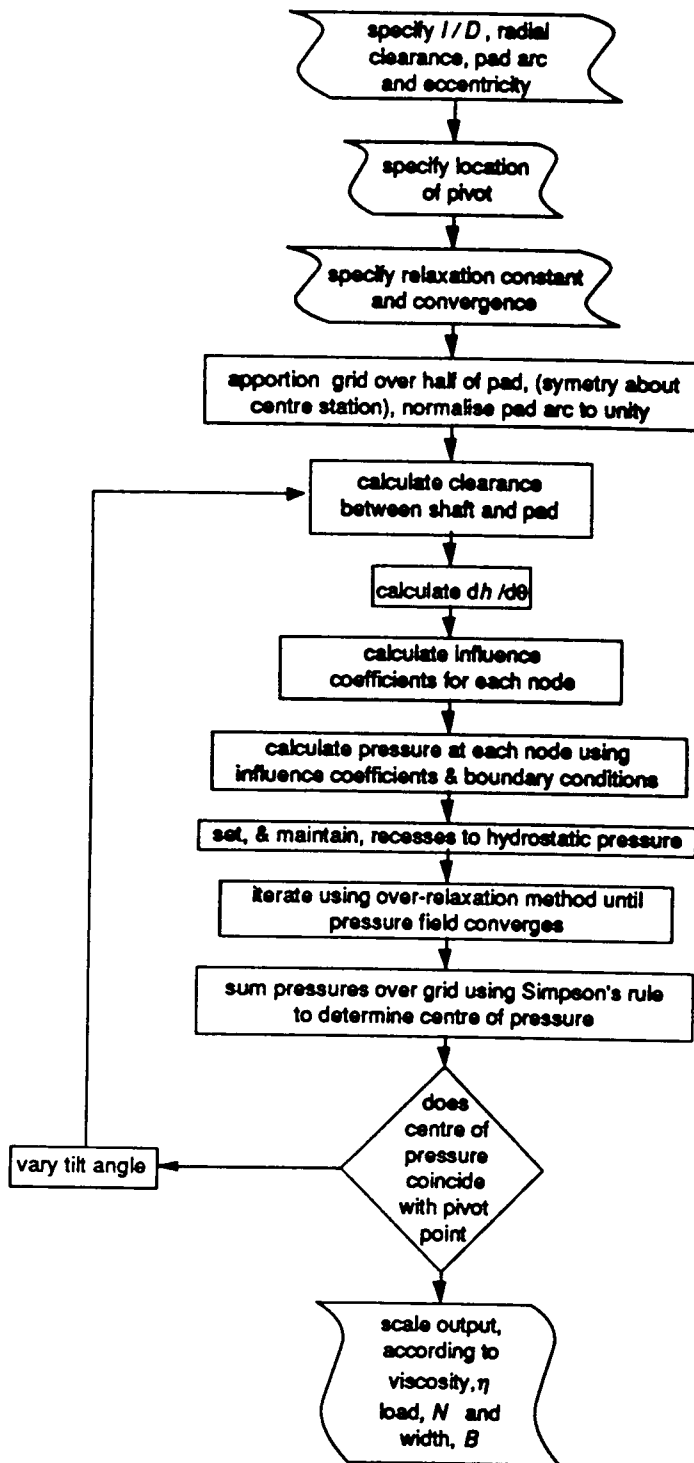 specify l / D , radial
clearance, pad arc
and eccentricity
specify location
of pivot
specify relaxation constant
and convergence
apportion grid over half of pad, (symetry about
centre station), normalise pad arc to unity
calculate clearance
between shaft and pad
calculate dh /dθ
calculate influence
coefficients for each node
calculate pressure at each node using
influence coefficients & boundary conditions
set, & maintain, recesses to hydrostatic pressure
iterate using over-relaxation method until
pressure field converges
sum pressures over grid using Simpson's rule
to determine centre of pressure
does
centre of
pressure
coincide
with pivot
point
vary tilt angle
scale output,
according to
viscosity, η
load, N and
width, B